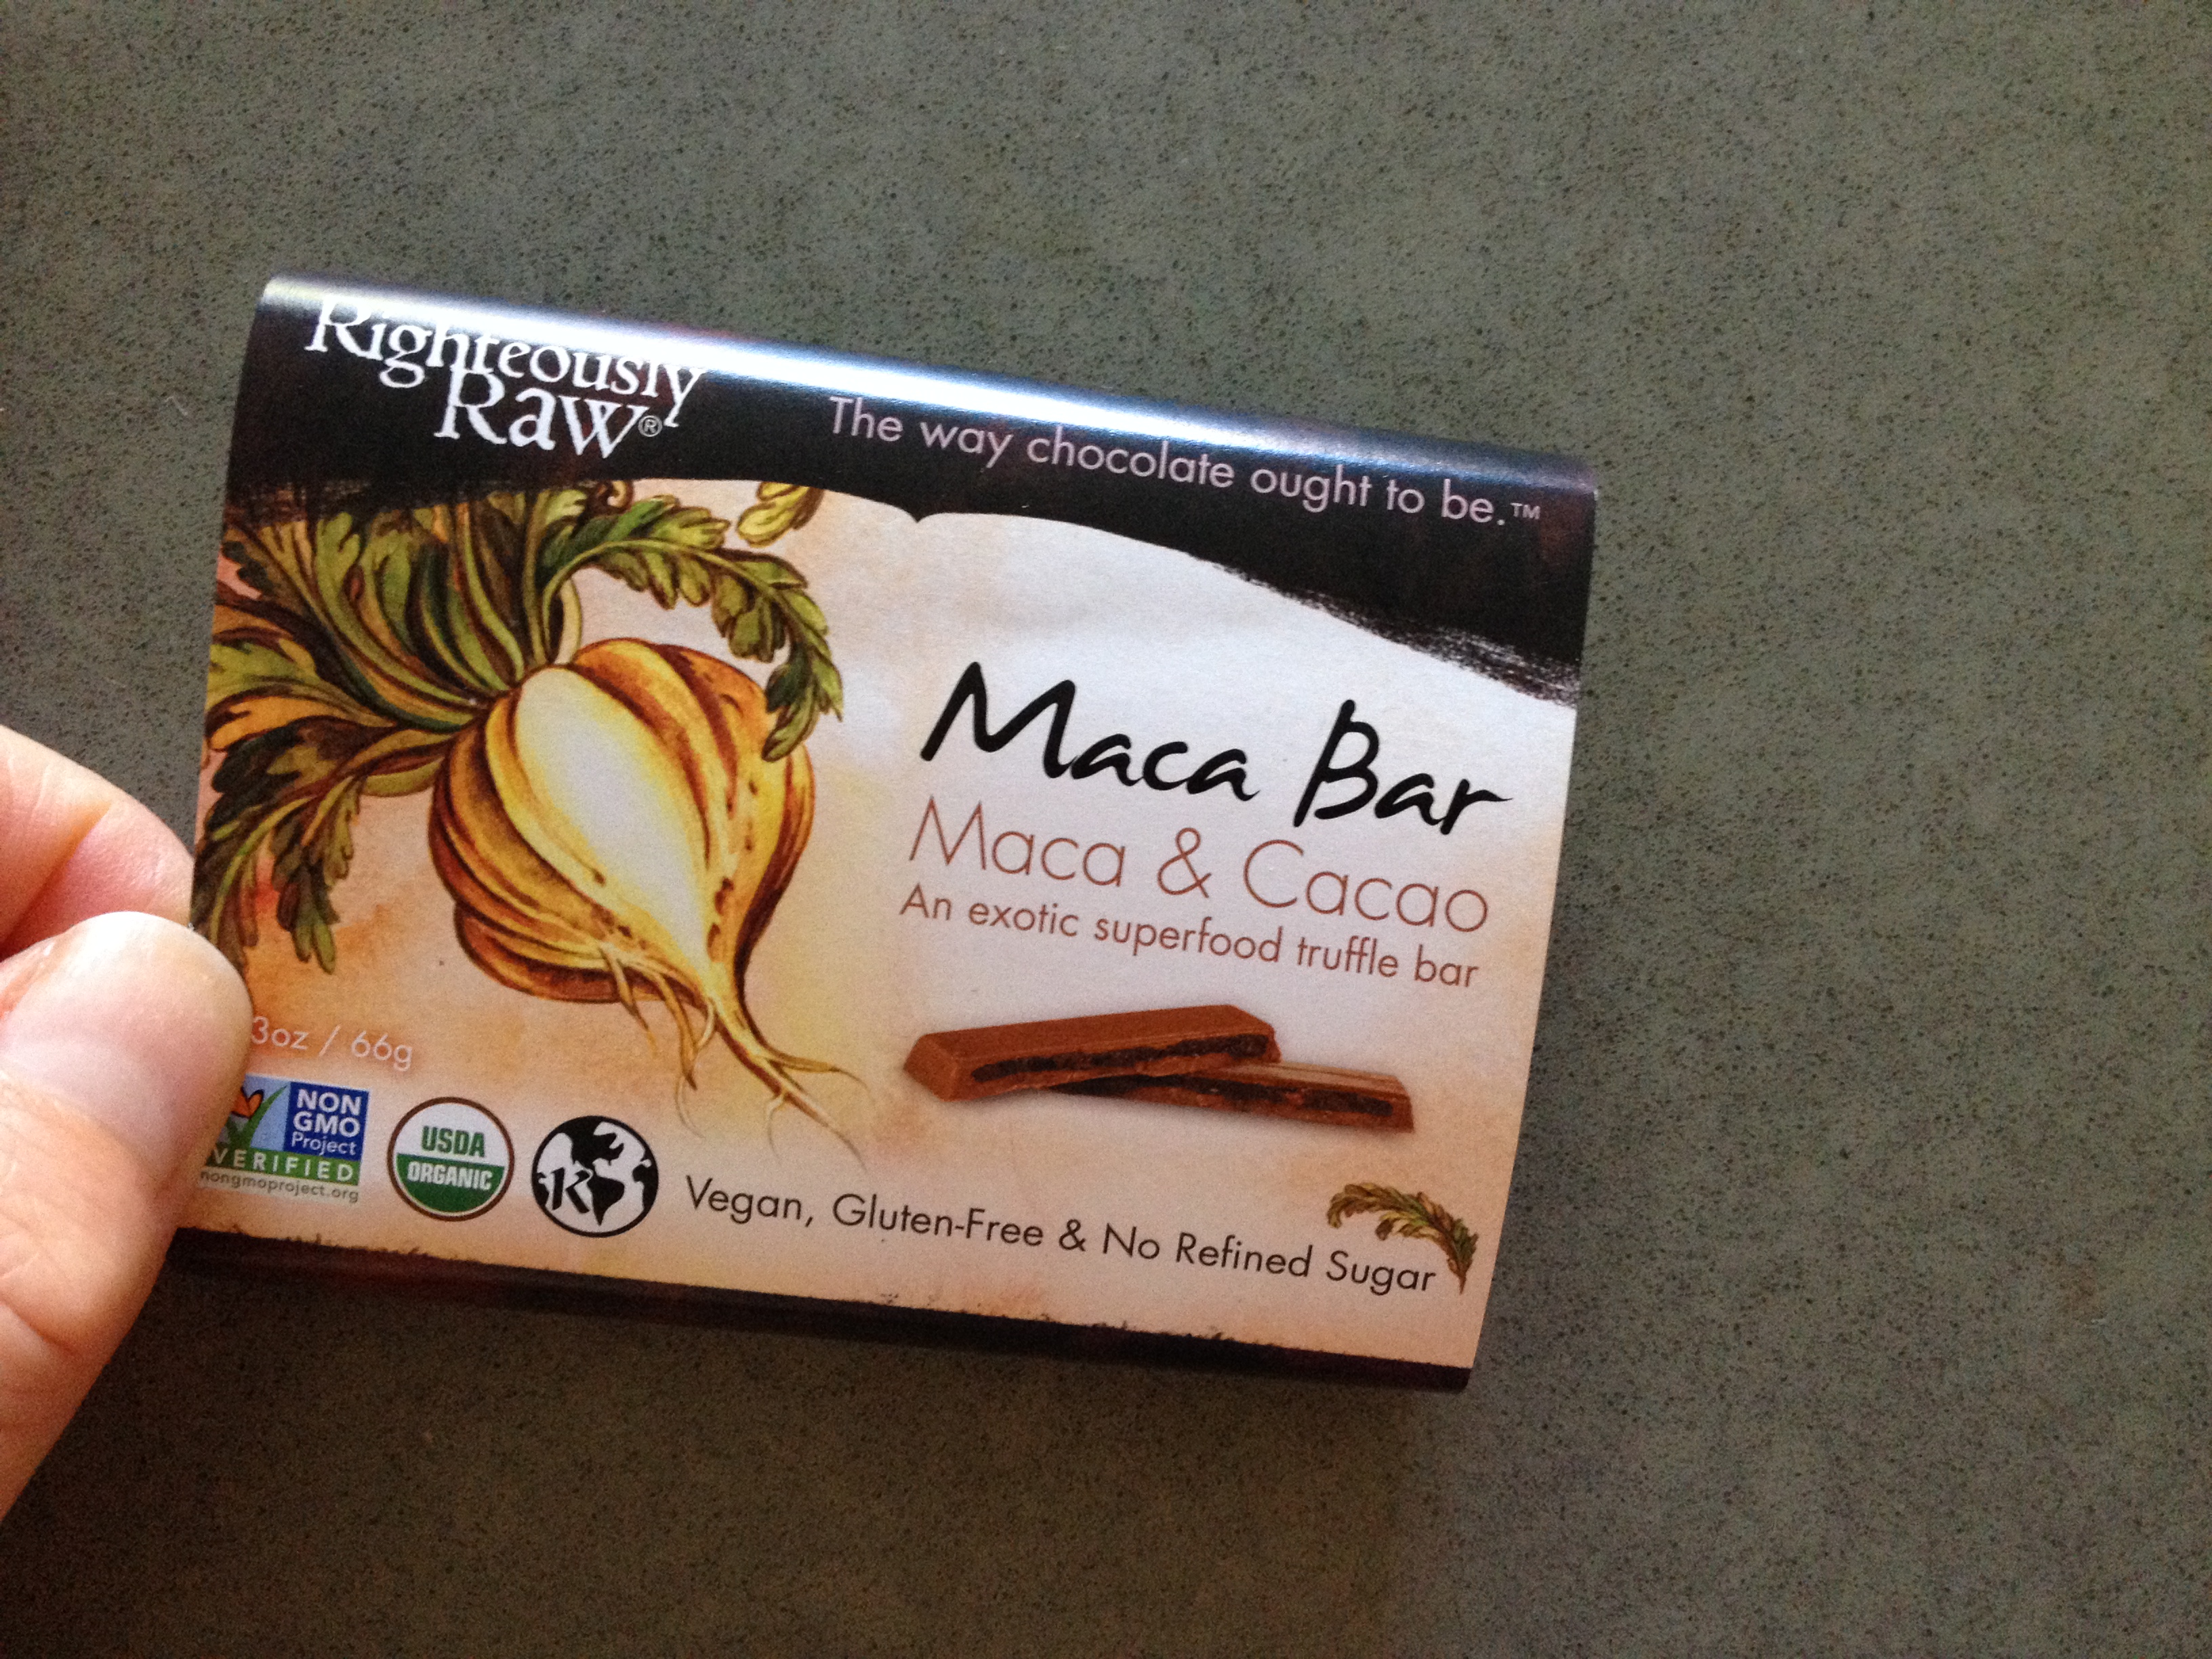 Righteously
Raw®
The way chocolate ought to be.™
Maca Bar
Maca & Cacao
An exotic superfood truffle bar
3oz / 66g
NON
GMO
Project
VERIFIED
nongmoproject.org
USDA
ORGANIC
K
Vegan, Gluten-Free & No Refined Sugar